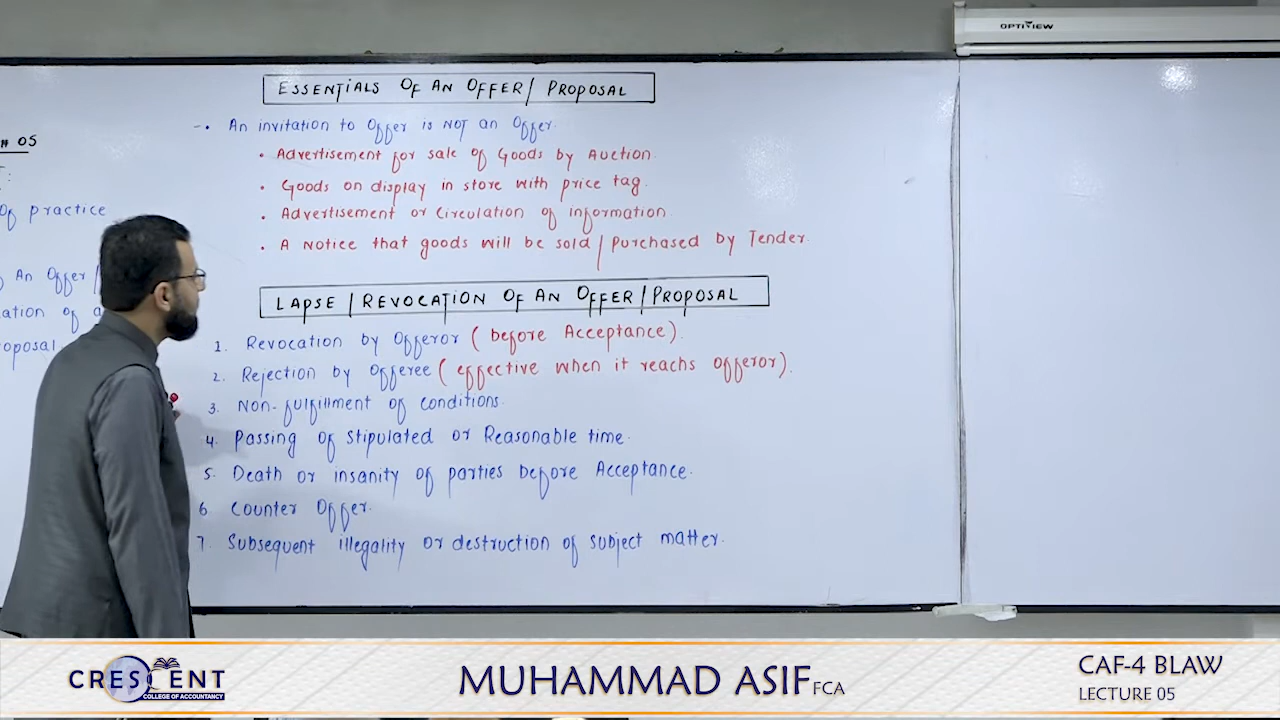 OPTIVIEW
# 05
Of practice
An Offer/
ation of a
oposal
ESSENTIALS OF AN OFFER/ PROPOSAL
-• An invitation to Offer is NOT an Offer.
• Advertisement for sale of Goods by Auction.
• Goods on display in store with price tag.
• Advertisement or Circulation of information
• A Notice that goods will be sold/purchased by Tender.
LAPSE/REVOCATION OF AN OFFER/PROPOSAL
1. Revocation by Offeror (before Acceptance).
2. Rejection by Offeree (effective when it reachs offeror).
3. Non-fulfillment of conditions.
4. Passing of Stipulated or Reasonable time.
5. Death or insanity of parties before Acceptance.
6 Counter Offer.
7. Subsequent illegality or destruction of subject matter.
CRESCENT
COLLEGE OF ACCOUNTANCY
MUHAMMAD ASIF FCA
CAF-4 BLAW
LECTURE 05